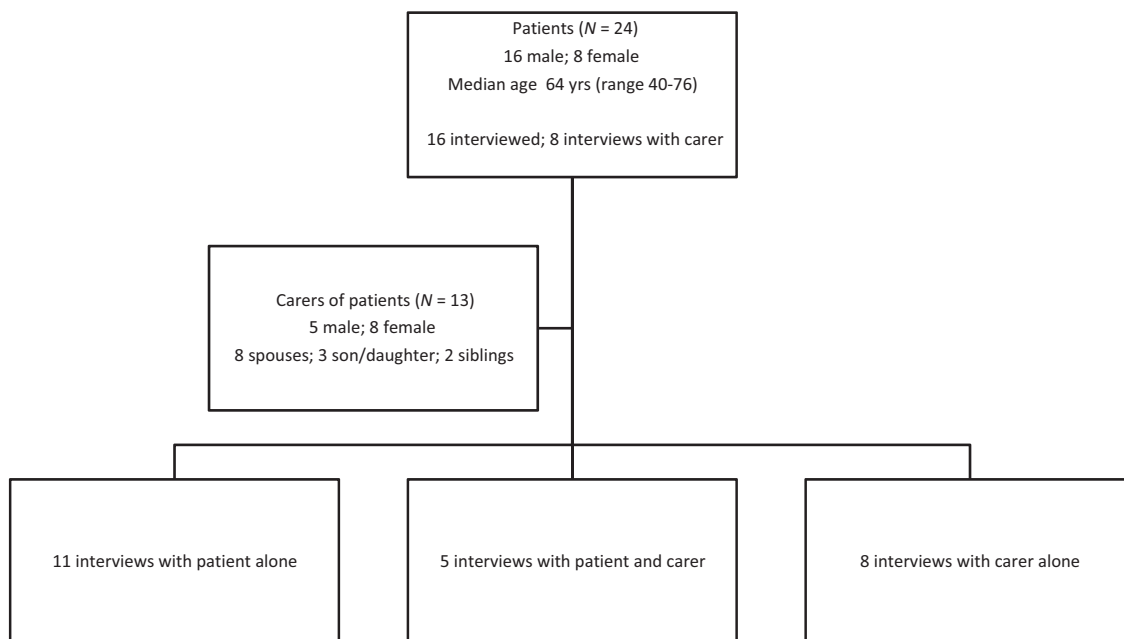 Patients (N = 24)
16 male; 8 female
Median age 64 yrs (range 40-76)
16 interviewed; 8 interviews with carer
Carers of patients (N = 13)
5 male; 8 female
8 spouses; 3 son/daughter; 2 siblings
11 interviews with patient alone
5 interviews with patient and carer
8 interviews with carer alone